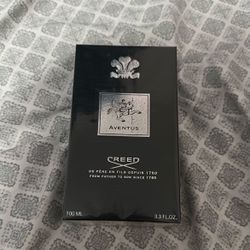 AVENTUS
CREED
DE PÈRE EN FILS DEPUIS 1760
FROM FATHER TO SON SINCE 1760
100 ML
3.3 FL.OZ.